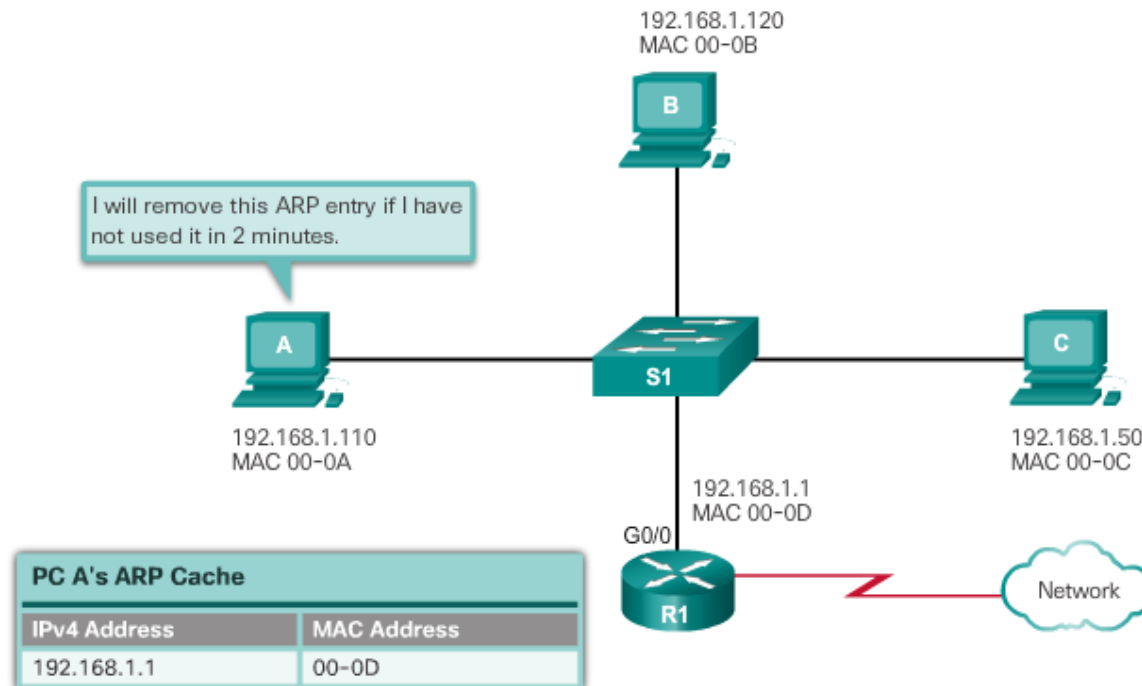 192.168.1.120
MAC 00-0B
B
I will remove this ARP entry if I have
not used it in 2 minutes.
A
S1
C
192.168.1.110
MAC 00-0A
192.168.1.50
MAC 00-0C
192.168.1.1
MAC 00-0D
G0/0
R1
Network
PC A's ARP Cache
IPv4 Address MAC Address
192.168.1.1 00-0D